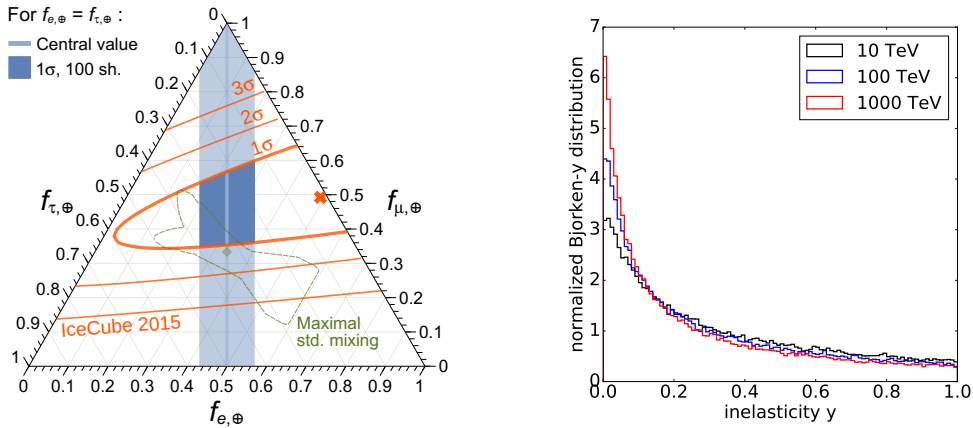 For fe,⊕ = fτ,⊕ :
Central value
1σ, 100 sh.
0
0.1
0.2
0.3
0.4
0.5
0.6
0.7
0.8
0.9
1
fτ,⊕
1
0.9
0.8
0.7
0.6
0.5
0.4
0.3
0.2
0.1
0
fμ,⊕
3σ
2σ
1σ
IceCube 2015
Maximal
std. mixing
0 0.1 0.2 0.3 0.4 0.5 0.6 0.7 0.8 0.9 1
fe,⊕
normalized Bjorken-y distribution
7
6
5
4
3
2
1
0
10 TeV
100 TeV
1000 TeV
0.0 0.2 0.4 0.6 0.8 1.0
inelasticity y